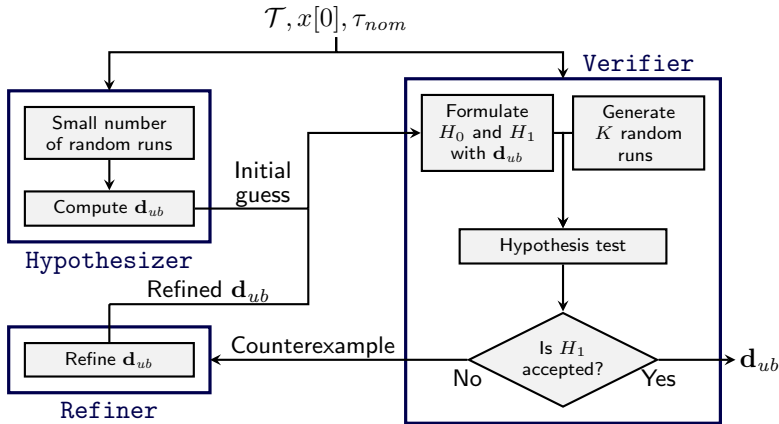 𝒯, x[0], τ_nom
Verifier
Small number
of random runs
Compute d_ub
Hypothesizer
Initial
guess
Formulate
H_0 and H_1
with d_ub
Generate
K random
runs
Hypothesis test
Refined d_ub
Refine d_ub
Refiner
Counterexample
Is H_1
accepted?
No
Yes
d_ub